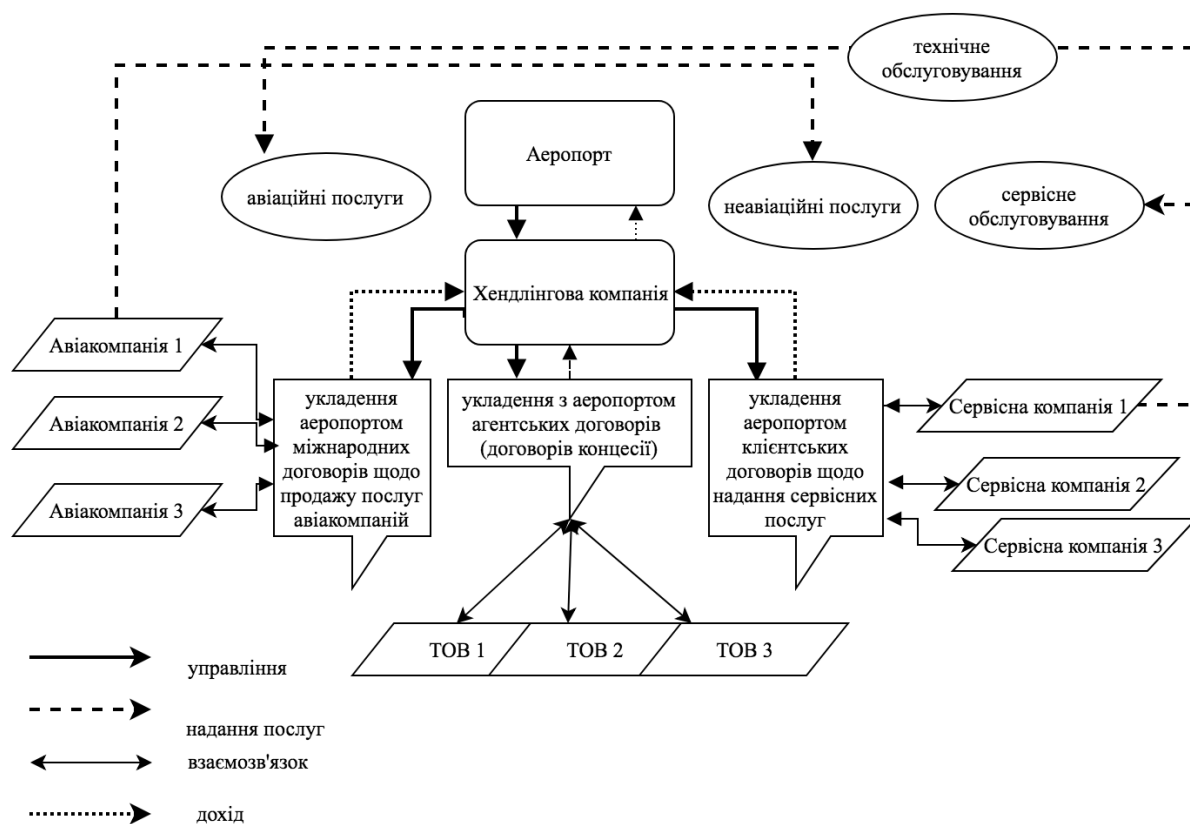 технічне
обслуговування
Аеропорт
авіаційні послуги
неавіаційні послуги
сервісне
обслуговування
Хендлінгова компанія
Авіакомпанія 1
Авіакомпанія 2
Авіакомпанія 3
укладення
аеропортом
міжнародних
договорів щодо
продажу послуг
авіакомпаній
укладення з аеропортом
агентських договорів
(договорів концесії)
укладення
аеропортом
клієнтських
договорів щодо
надання сервісних
послуг
Сервісна компанія 1
Сервісна компанія 2
Сервісна компанія 3
ТОВ 1
ТОВ 2
ТОВ 3
управління
надання послуг
взаємозв'язок
дохід